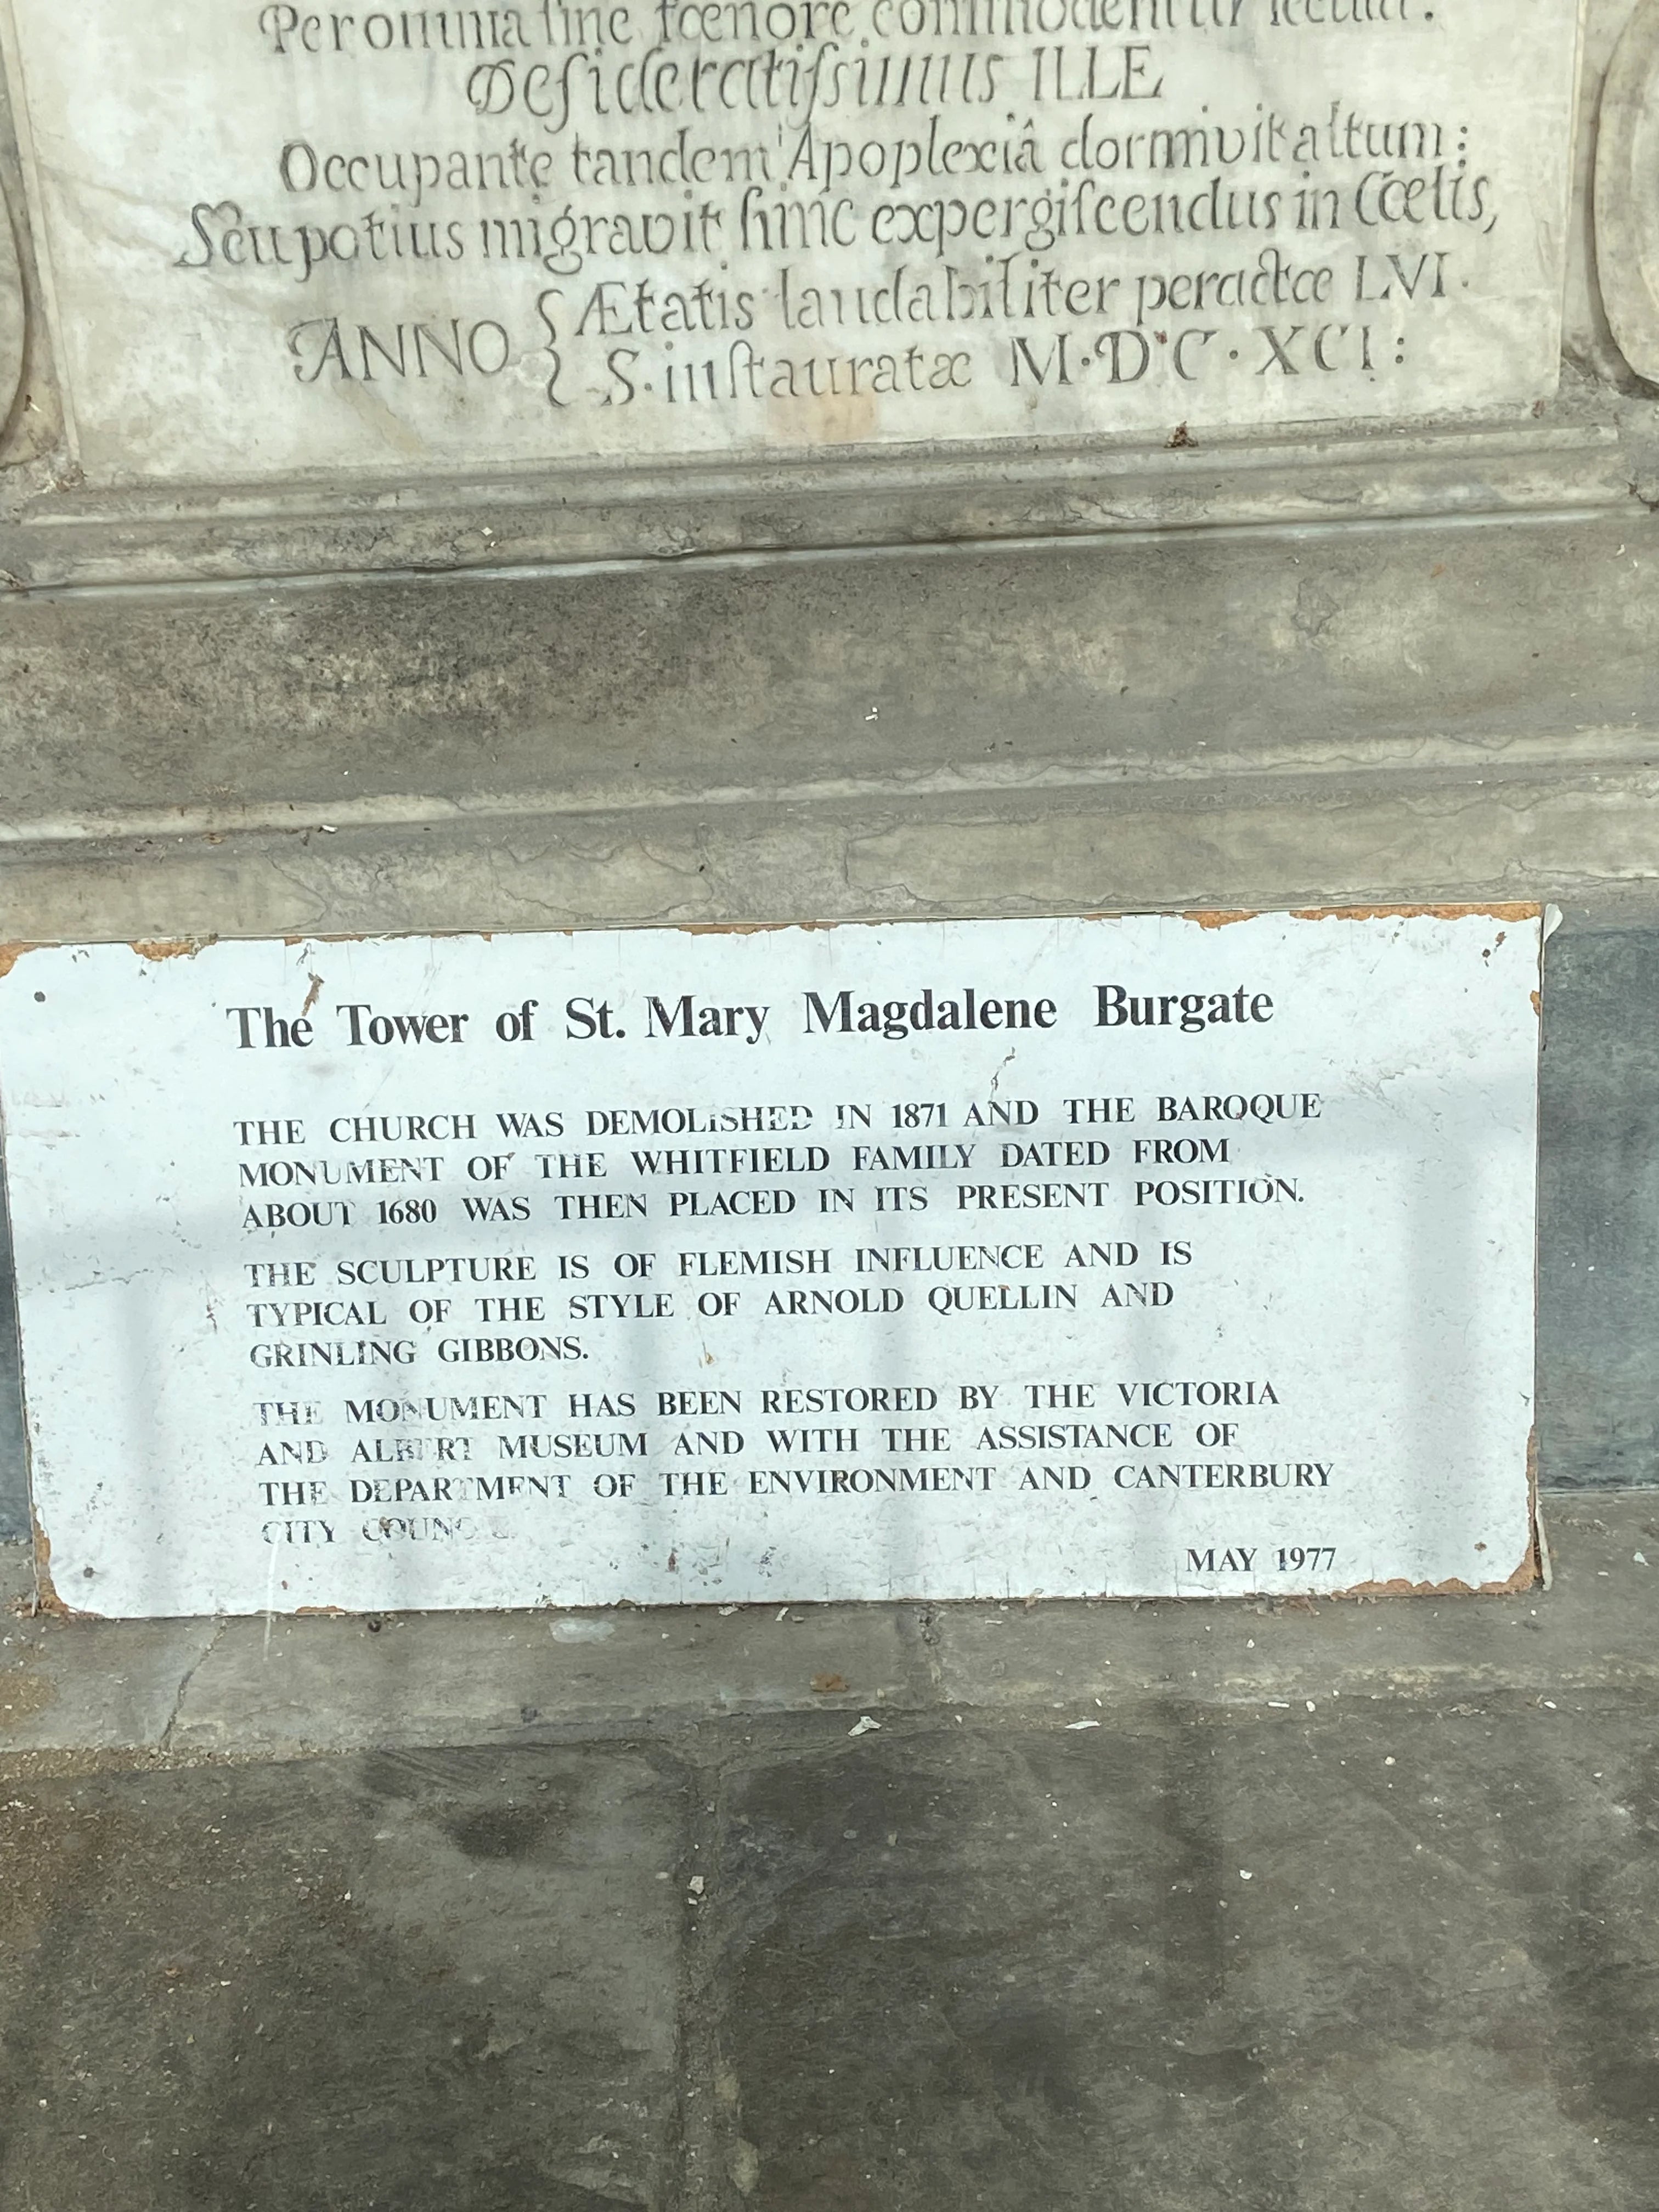 Per omnia sine fœnore commodentur
Deſideratiſsimus ILLE
Occupante tandem Apoplexiâ dormivit altum:
Seu potius migravit hinc expergiſcendus in Cœlis,
ANNO { Ætatis laudabiliter peractæ LVI.
S. inſtauratæ M·D·C·XCI:
The Tower of St. Mary Magdalene Burgate
THE CHURCH WAS DEMOLISHED IN 1871 AND THE BAROQUE
MONUMENT OF THE WHITFIELD FAMILY DATED FROM
ABOUT 1680 WAS THEN PLACED IN ITS PRESENT POSITION.
THE SCULPTURE IS OF FLEMISH INFLUENCE AND IS
TYPICAL OF THE STYLE OF ARNOLD QUELLIN AND
GRINLING GIBBONS.
THE MONUMENT HAS BEEN RESTORED BY THE VICTORIA
AND ALBERT MUSEUM AND WITH THE ASSISTANCE OF
THE DEPARTMENT OF THE ENVIRONMENT AND CANTERBURY
CITY COUNCIL
MAY 1977